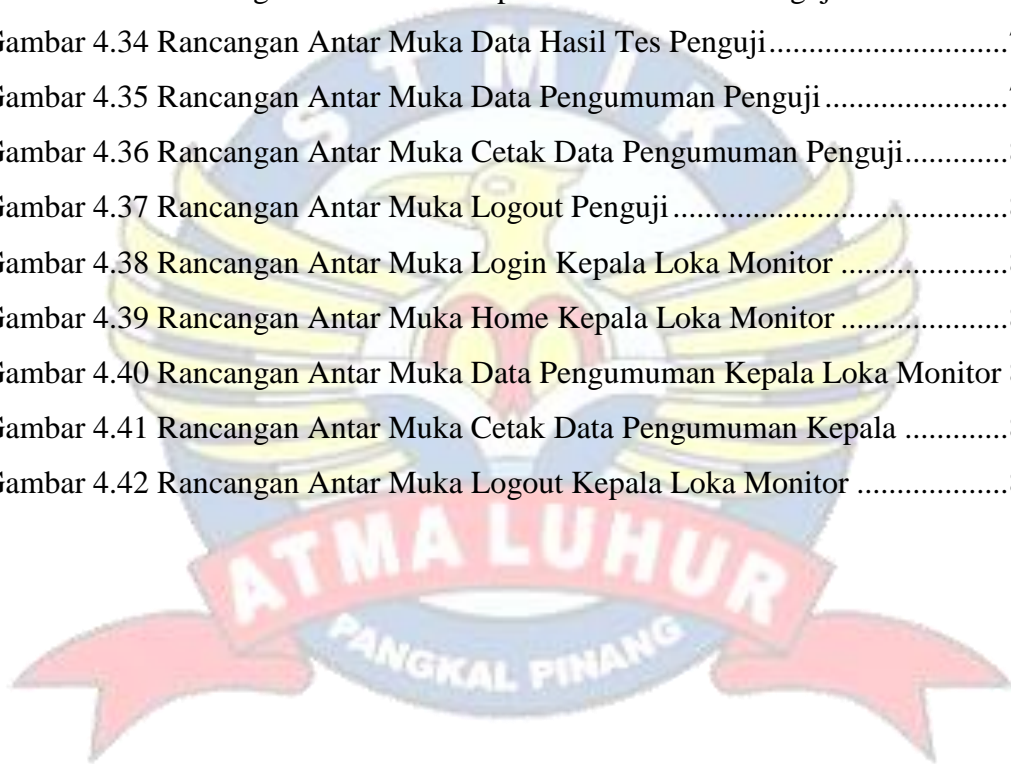 Gambar 4.34 Rancangan Antar Muka Data Hasil Tes Penguji
Gambar 4.35 Rancangan Antar Muka Data Pengumuman Penguji
Gambar 4.36 Rancangan Antar Muka Cetak Data Pengumuman Penguji
Gambar 4.37 Rancangan Antar Muka Logout Penguji
Gambar 4.38 Rancangan Antar Muka Login Kepala Loka Monitor
Gambar 4.39 Rancangan Antar Muka Home Kepala Loka Monitor
Gambar 4.40 Rancangan Antar Muka Data Pengumuman Kepala Loka Monitor
Gambar 4.41 Rancangan Antar Muka Cetak Data Pengumuman Kepala
Gambar 4.42 Rancangan Antar Muka Logout Kepala Loka Monitor
STMIK
ATMA LUHUR
PANGKAL PINANG